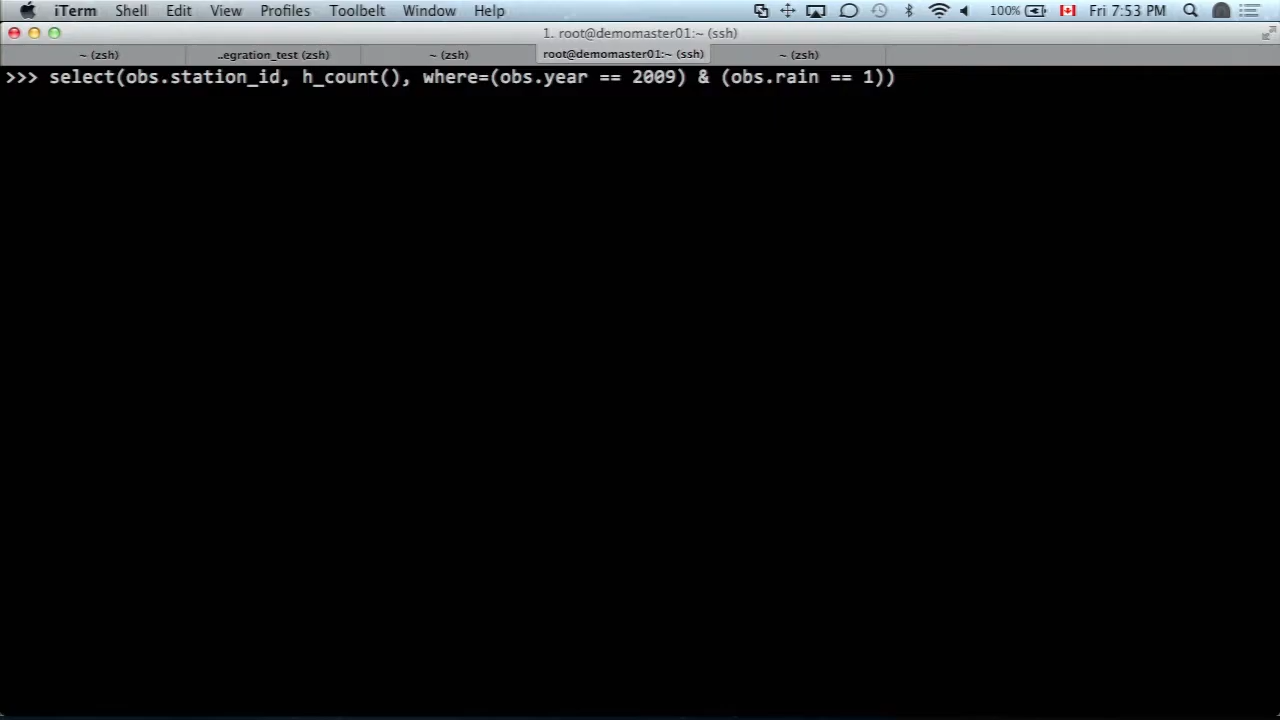 iTerm Shell Edit View Profiles Toolbelt Window Help 100% Fri 7:53 PM
1. root@demomaster01:~ (ssh)
~ (zsh) ..egration_test (zsh) ~ (zsh) root@demomaster01:~ (ssh) ~ (zsh)
>>> select(obs.station_id, h_count(), where=(obs.year == 2009) & (obs.rain == 1))